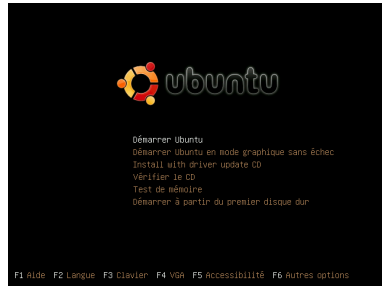 ubuntu
Démarrer Ubuntu
Démarrer Ubuntu en mode graphique sans échec
Install with driver update CD
Vérifier le CD
Test de mémoire
Démarrer à partir du premier disque dur
F1 Aide F2 Langue F3 Clavier F4 VGA F5 Accessibilité F6 Autres options